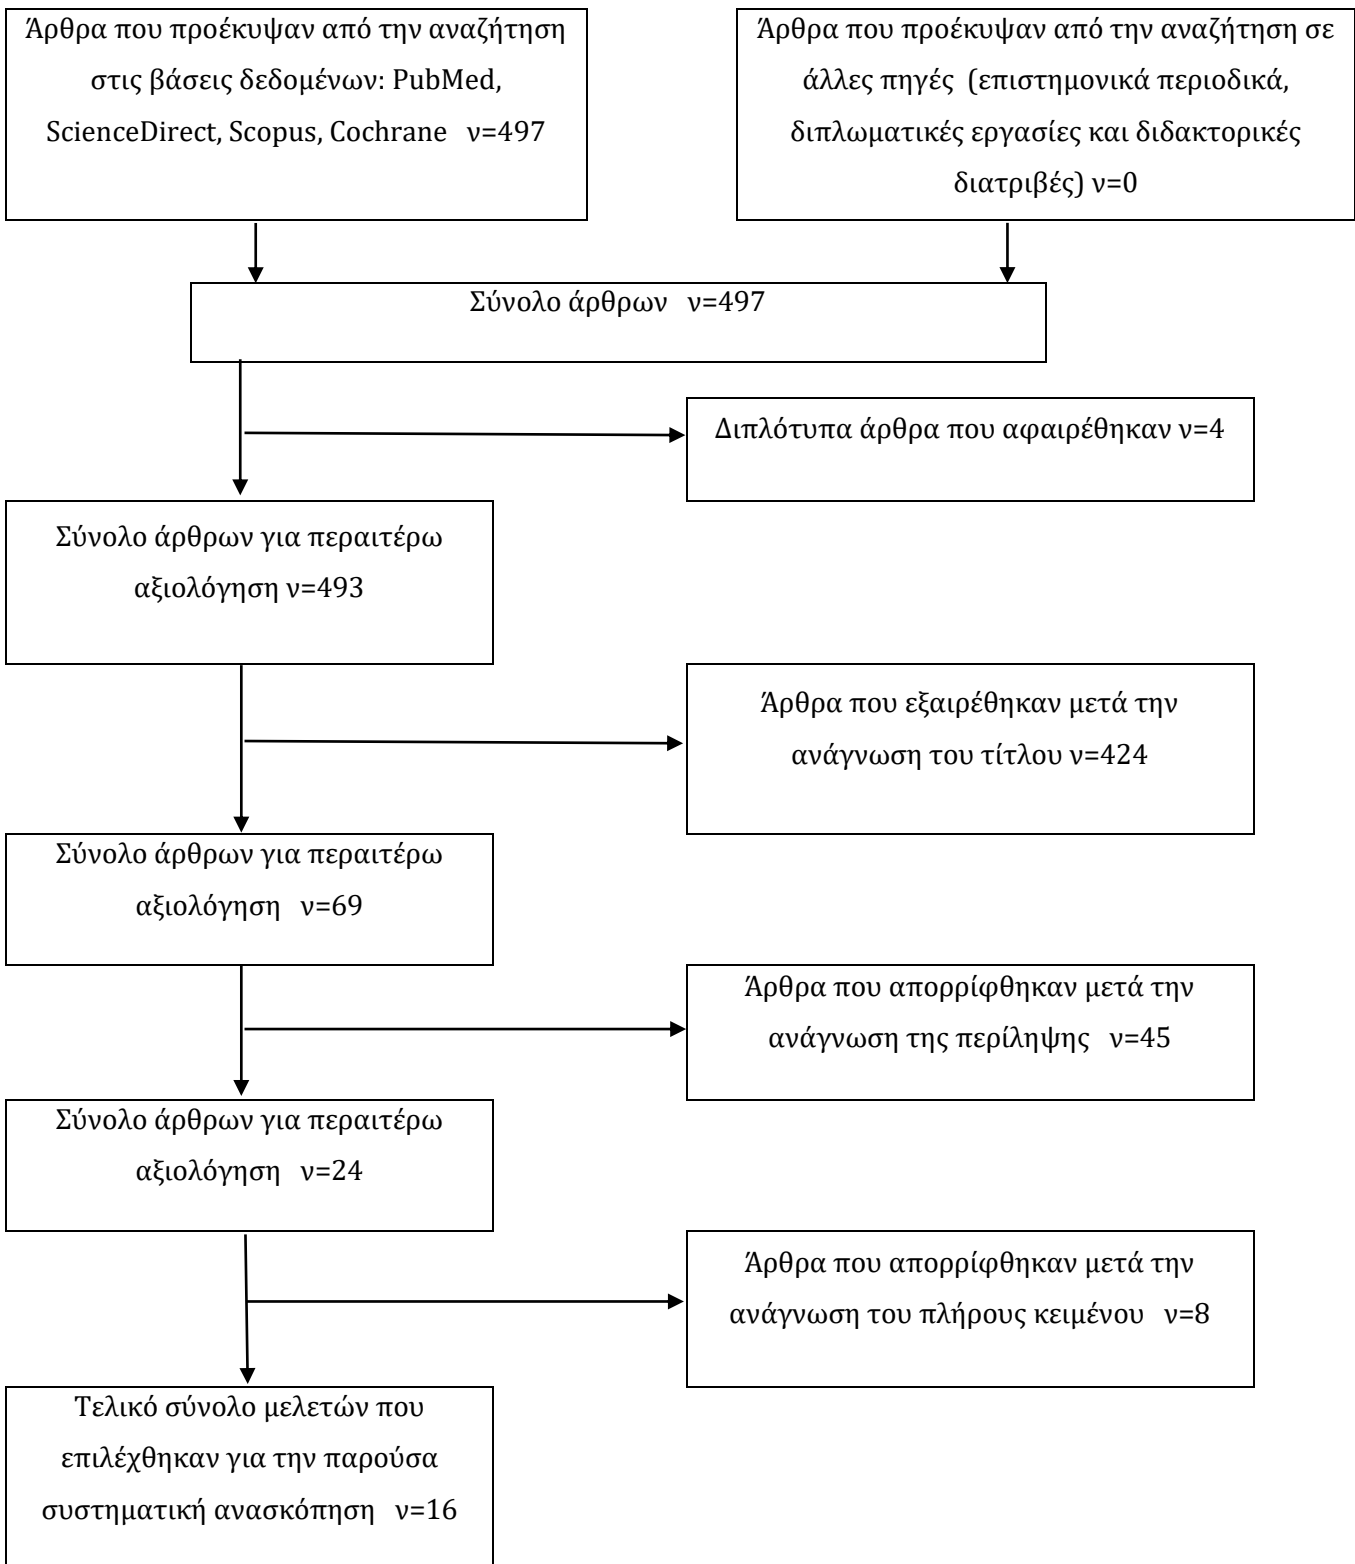 Άρθρα που προέκυψαν από την αναζήτηση
στις βάσεις δεδομένων: PubMed,
ScienceDirect, Scopus, Cochrane ν=497
Άρθρα που προέκυψαν από την αναζήτηση σε
άλλες πηγές (επιστημονικά περιοδικά,
διπλωματικές εργασίες και διδακτορικές
διατριβές) ν=0
Σύνολο άρθρων ν=497
Διπλότυπα άρθρα που αφαιρέθηκαν ν=4
Σύνολο άρθρων για περαιτέρω
αξιολόγηση ν=493
Άρθρα που εξαιρέθηκαν μετά την
ανάγνωση του τίτλου ν=424
Σύνολο άρθρων για περαιτέρω
αξιολόγηση ν=69
Άρθρα που απορρίφθηκαν μετά την
ανάγνωση της περίληψης ν=45
Σύνολο άρθρων για περαιτέρω
αξιολόγηση ν=24
Άρθρα που απορρίφθηκαν μετά την
ανάγνωση του πλήρους κειμένου ν=8
Τελικό σύνολο μελετών που
επιλέχθηκαν για την παρούσα
συστηματική ανασκόπηση ν=16